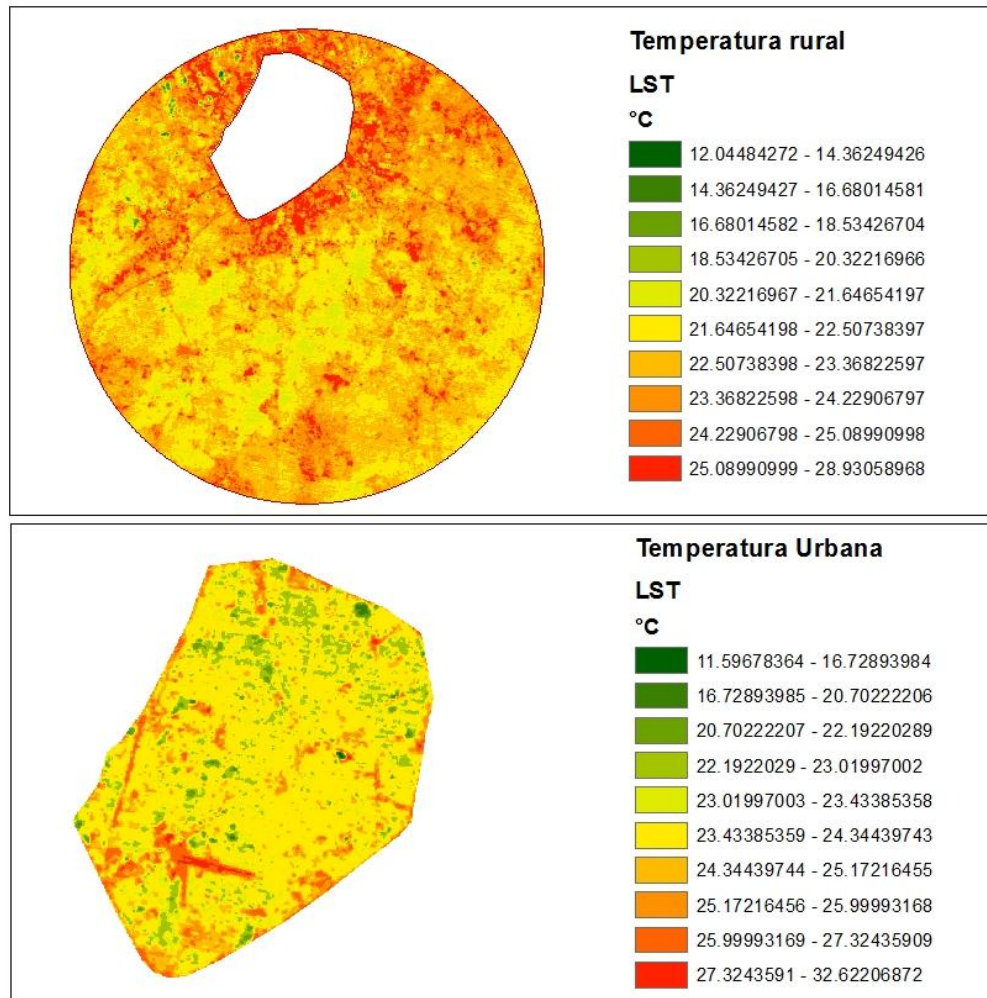 Temperatura rural
LST
°C
12.04484272 - 14.36249426
14.36249427 - 16.68014581
16.68014582 - 18.53426704
18.53426705 - 20.32216966
20.32216967 - 21.64654197
21.64654198 - 22.50738397
22.50738398 - 23.36822597
23.36822598 - 24.22906797
24.22906798 - 25.08990998
25.08990999 - 28.93058968
Temperatura Urbana
LST
°C
11.59678364 - 16.72893984
16.72893985 - 20.70222206
20.70222207 - 22.19220289
22.1922029 - 23.01997002
23.01997003 - 23.43385358
23.43385359 - 24.34439743
24.34439744 - 25.17216455
25.17216456 - 25.99993168
25.99993169 - 27.32435909
27.3243591 - 32.62206872